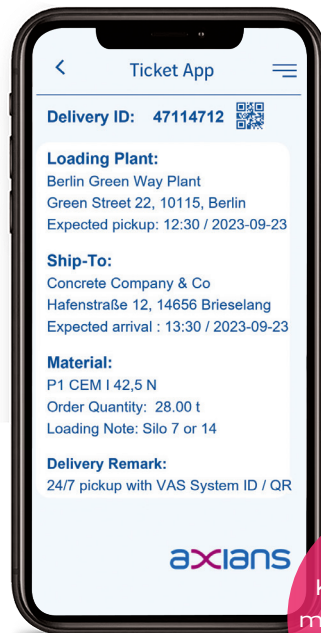 Ticket App
Delivery ID: 47114712
Loading Plant:
Berlin Green Way Plant
Green Street 22, 10115, Berlin
Expected pickup: 12:30 / 2023-09-23
Ship-To:
Concrete Company & Co
Hafenstraße 12, 14656 Brieselang
Expected arrival : 13:30 / 2023-09-23
Material:
P1 CEM I 42,5 N
Order Quantity: 28.00 t
Loading Note: Silo 7 or 14
Delivery Remark:
24/7 pickup with VAS System ID / QR
axians